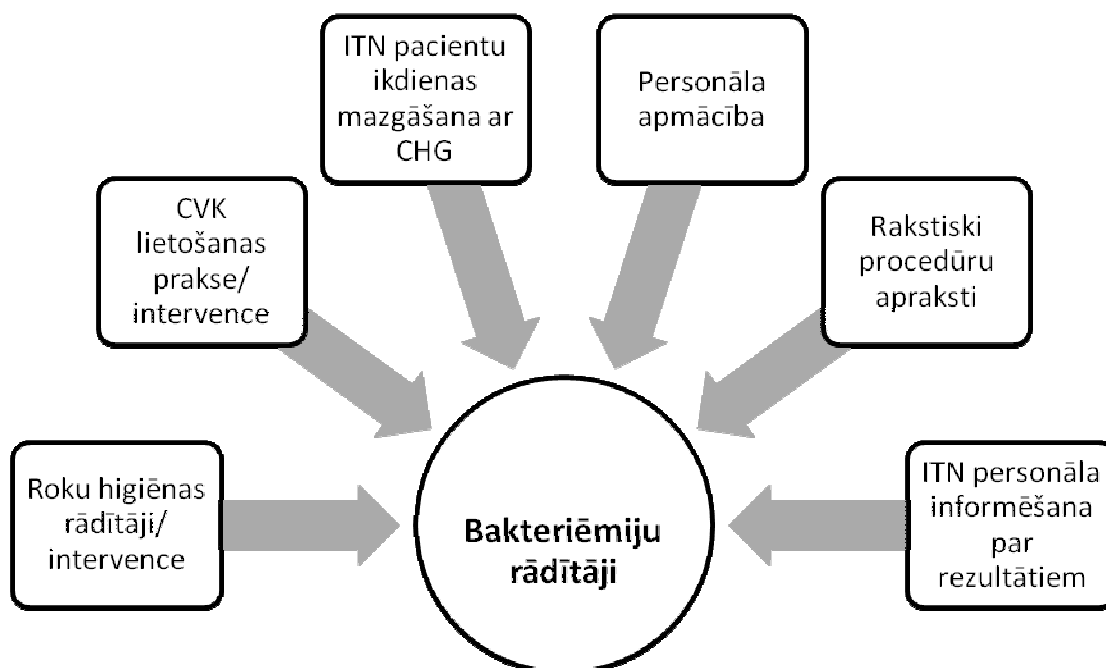 ITN pacientu
ikdienas
mazgāšana ar
CHG
Personāla
apmācība
CVK
lietošanas
prakse/
intervence
Rakstiski
procedūru
apraksti
Roku higiēnas
rādītāji/
intervence
Bakteriēmiju
rādītāji
ITN personāla
informēšana
par
rezultātiem